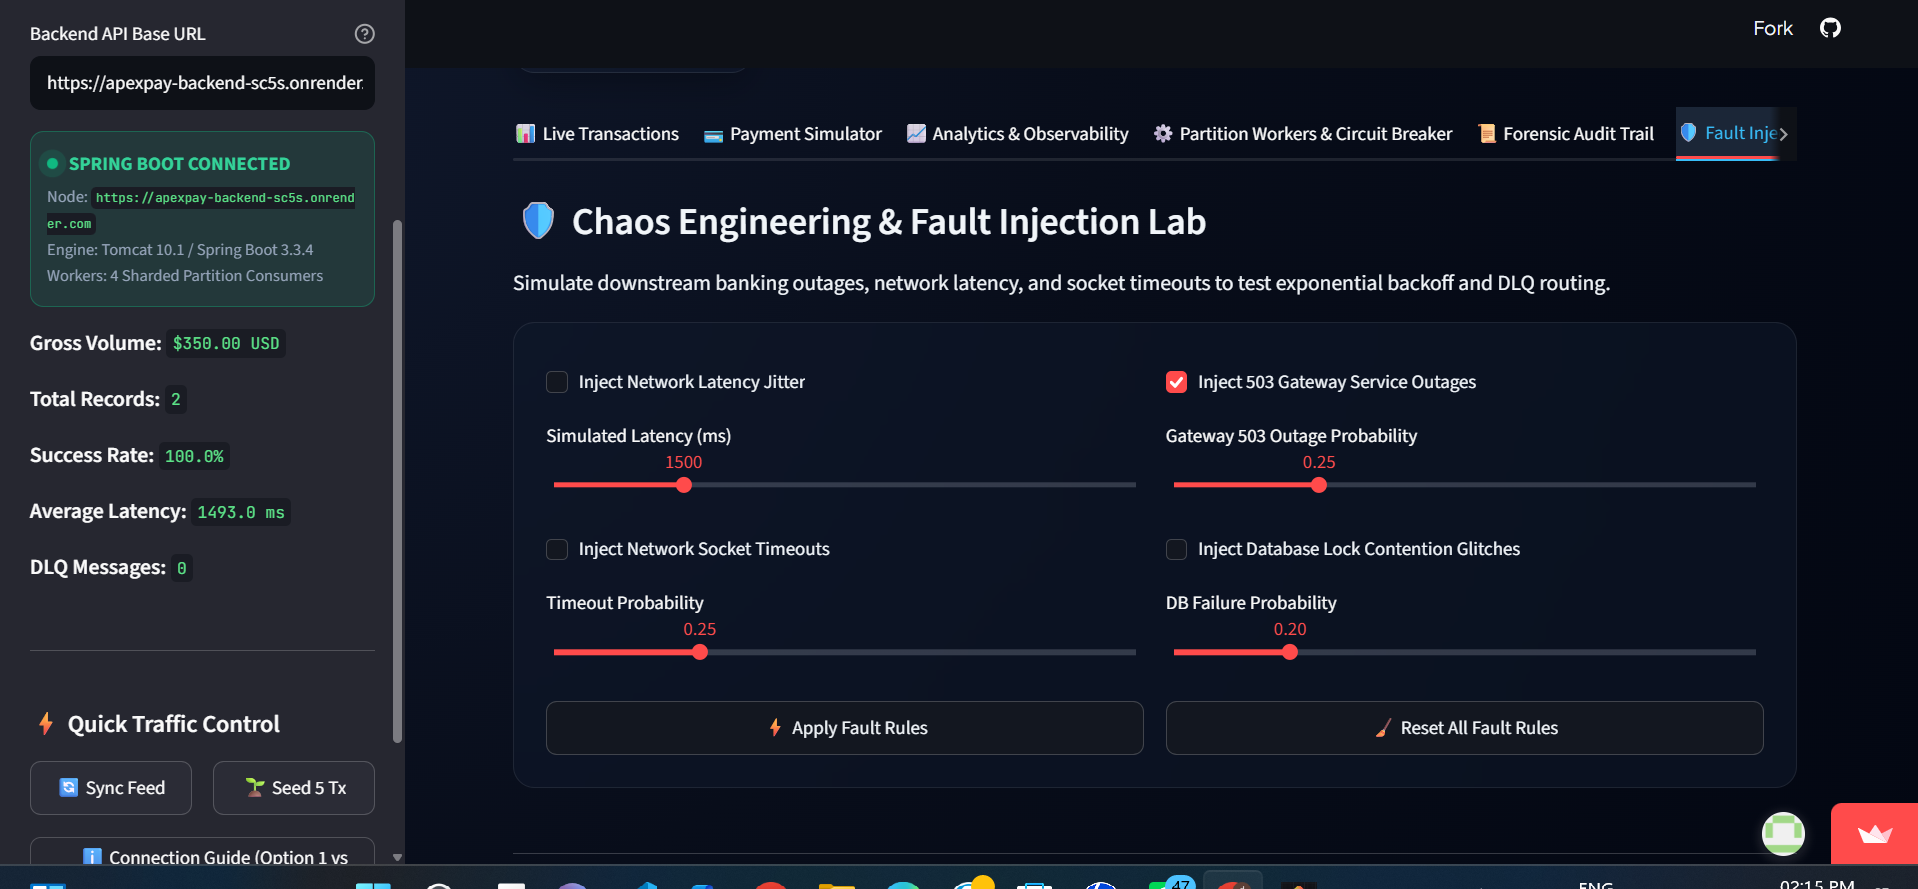 Backend API Base URL
https://apexpay-backend-sc5s.onrender.
SPRING BOOT CONNECTED
Node: https://apexpay-backend-sc5s.onrend
er.com
Engine: Tomcat 10.1 / Spring Boot 3.3.4
Workers: 4 Sharded Partition Consumers
Gross Volume: $350.00 USD
Total Records: 2
Success Rate: 100.0%
Average Latency: 1493.0 ms
DLQ Messages: 0
Quick Traffic Control
Sync Feed
Seed 5 Tx
Connection Guide (Option 1 vs
Fork
Live Transactions
Payment Simulator
Analytics & Observability
Partition Workers & Circuit Breaker
Forensic Audit Trail
Fault Inje
Chaos Engineering & Fault Injection Lab
Simulate downstream banking outages, network latency, and socket timeouts to test exponential backoff and DLQ routing.
Inject Network Latency Jitter
Simulated Latency (ms)
1500
Inject 503 Gateway Service Outages
Gateway 503 Outage Probability
0.25
Inject Network Socket Timeouts
Timeout Probability
0.25
Inject Database Lock Contention Glitches
DB Failure Probability
0.20
Apply Fault Rules
Reset All Fault Rules
47
ENG
02:15 PM